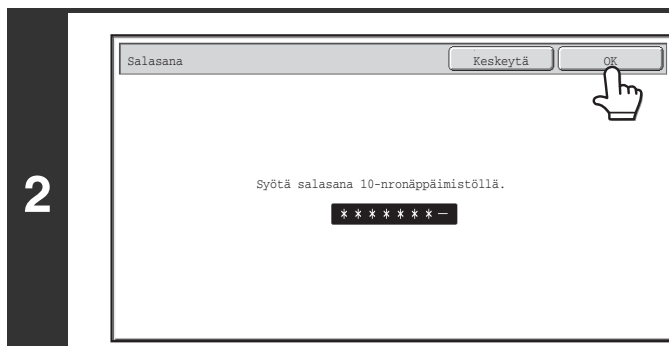 2
Salasana Keskeytä OK
Syötä salasana 10-nronäppäimistöllä.
*******–